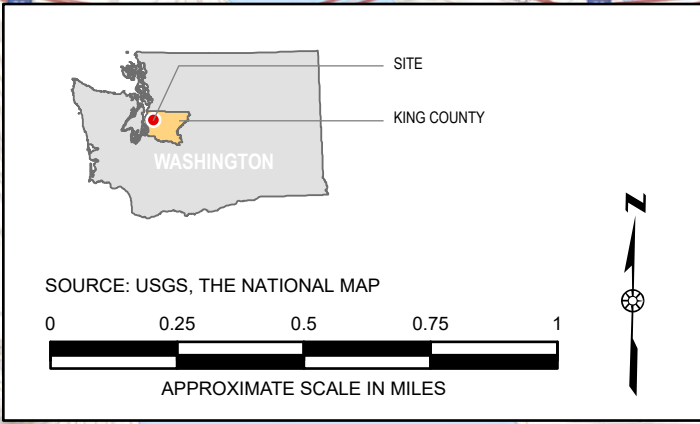 SITE
KING COUNTY
WASHINGTON
N
SOURCE: USGS, THE NATIONAL MAP
0 0.25 0.5 0.75 1
APPROXIMATE SCALE IN MILES